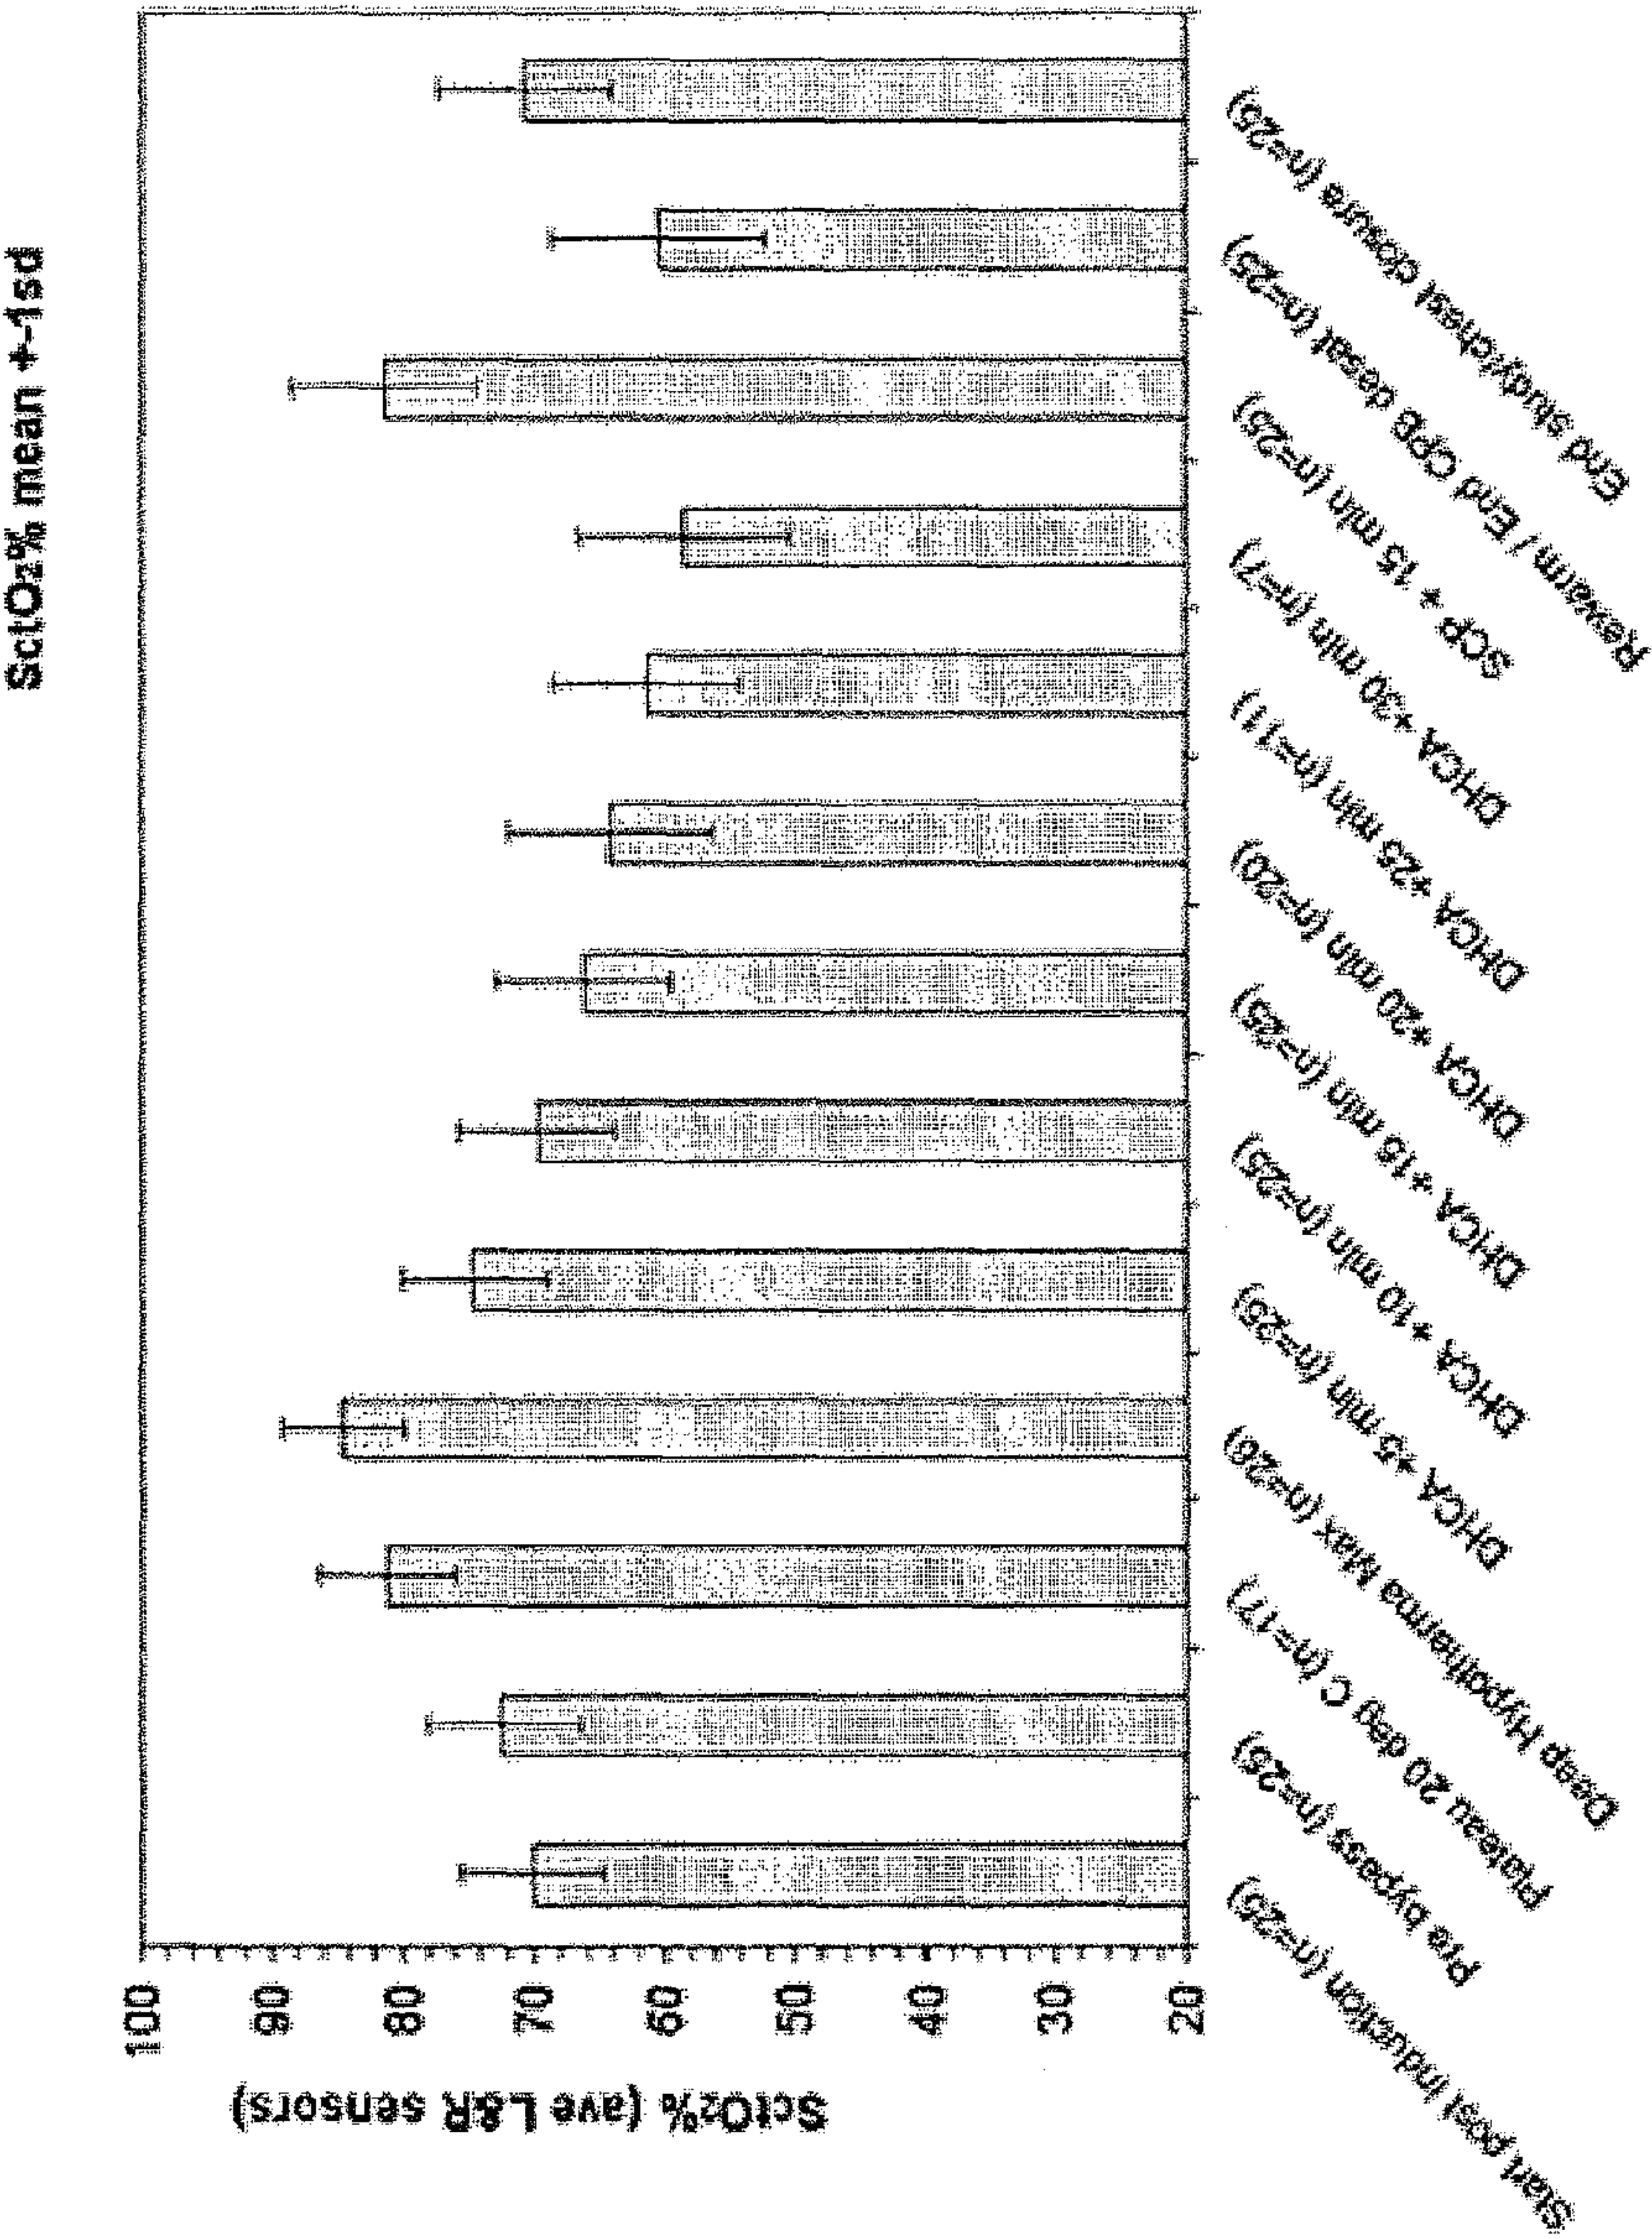 SctO₂% mean +-1sd
SctO₂% (ave L&R sensors)
100
90
80
70
60
50
40
30
20
Start post induction (n=25)
Pre bypass (n=25)
Plateau 20 deg C (n=17)
Deep Hypotherma Max
DHCA +5 min (n=25)
DHCA +10 min (n=25)
DHCA +15 min (n=25)
DHCA +20 min (n=20)
DHCA +25 min (n=11)
DHCA +30 min (n=7)
SCP + 15 min (n=25)
Rewarm / End CPB desat (n=25)
End study/chest closure (n=25)